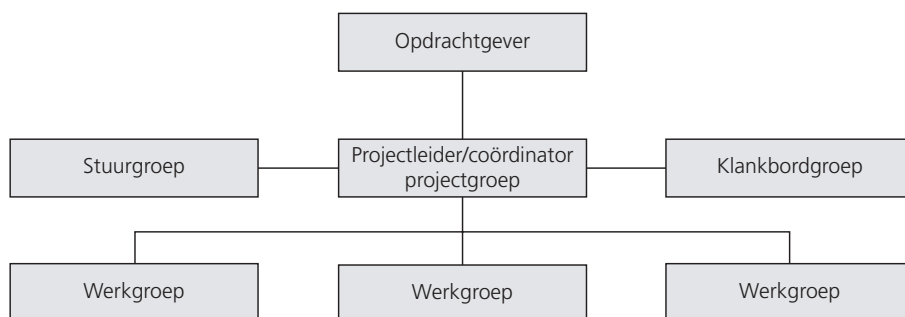 Opdrachtgever
Stuurgroep
Projectleider/coördinator
projectgroep
Klankbordgroep
Werkgroep
Werkgroep
Werkgroep